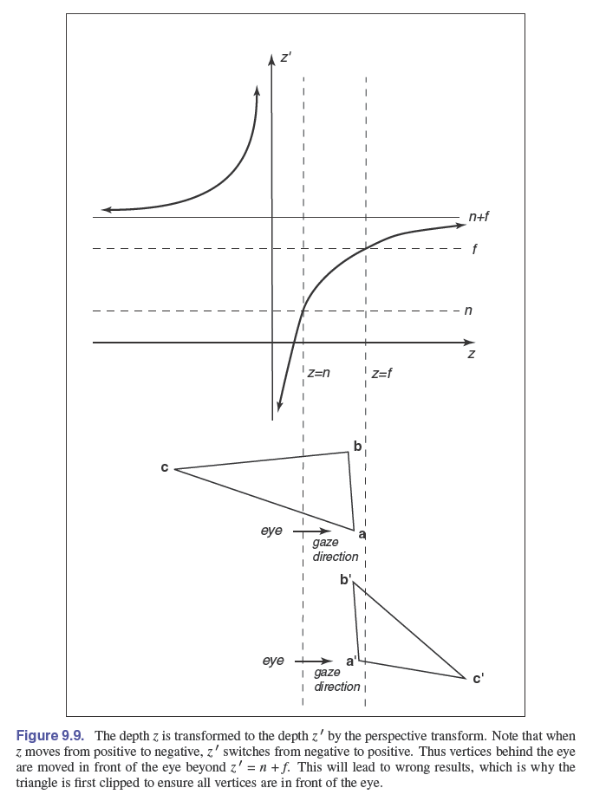 z'
n+f
f
n
z
z=n
z=f
b
c
eye
a
gaze
direction
b'
eye
a'
gaze
direction
c'
Figure 9.9. The depth z is transformed to the depth z′ by the perspective transform. Note that when
z moves from positive to negative, z′ switches from negative to positive. Thus vertices behind the eye
are moved in front of the eye beyond z′ = n + f. This will lead to wrong results, which is why the
triangle is first clipped to ensure all vertices are in front of the eye.